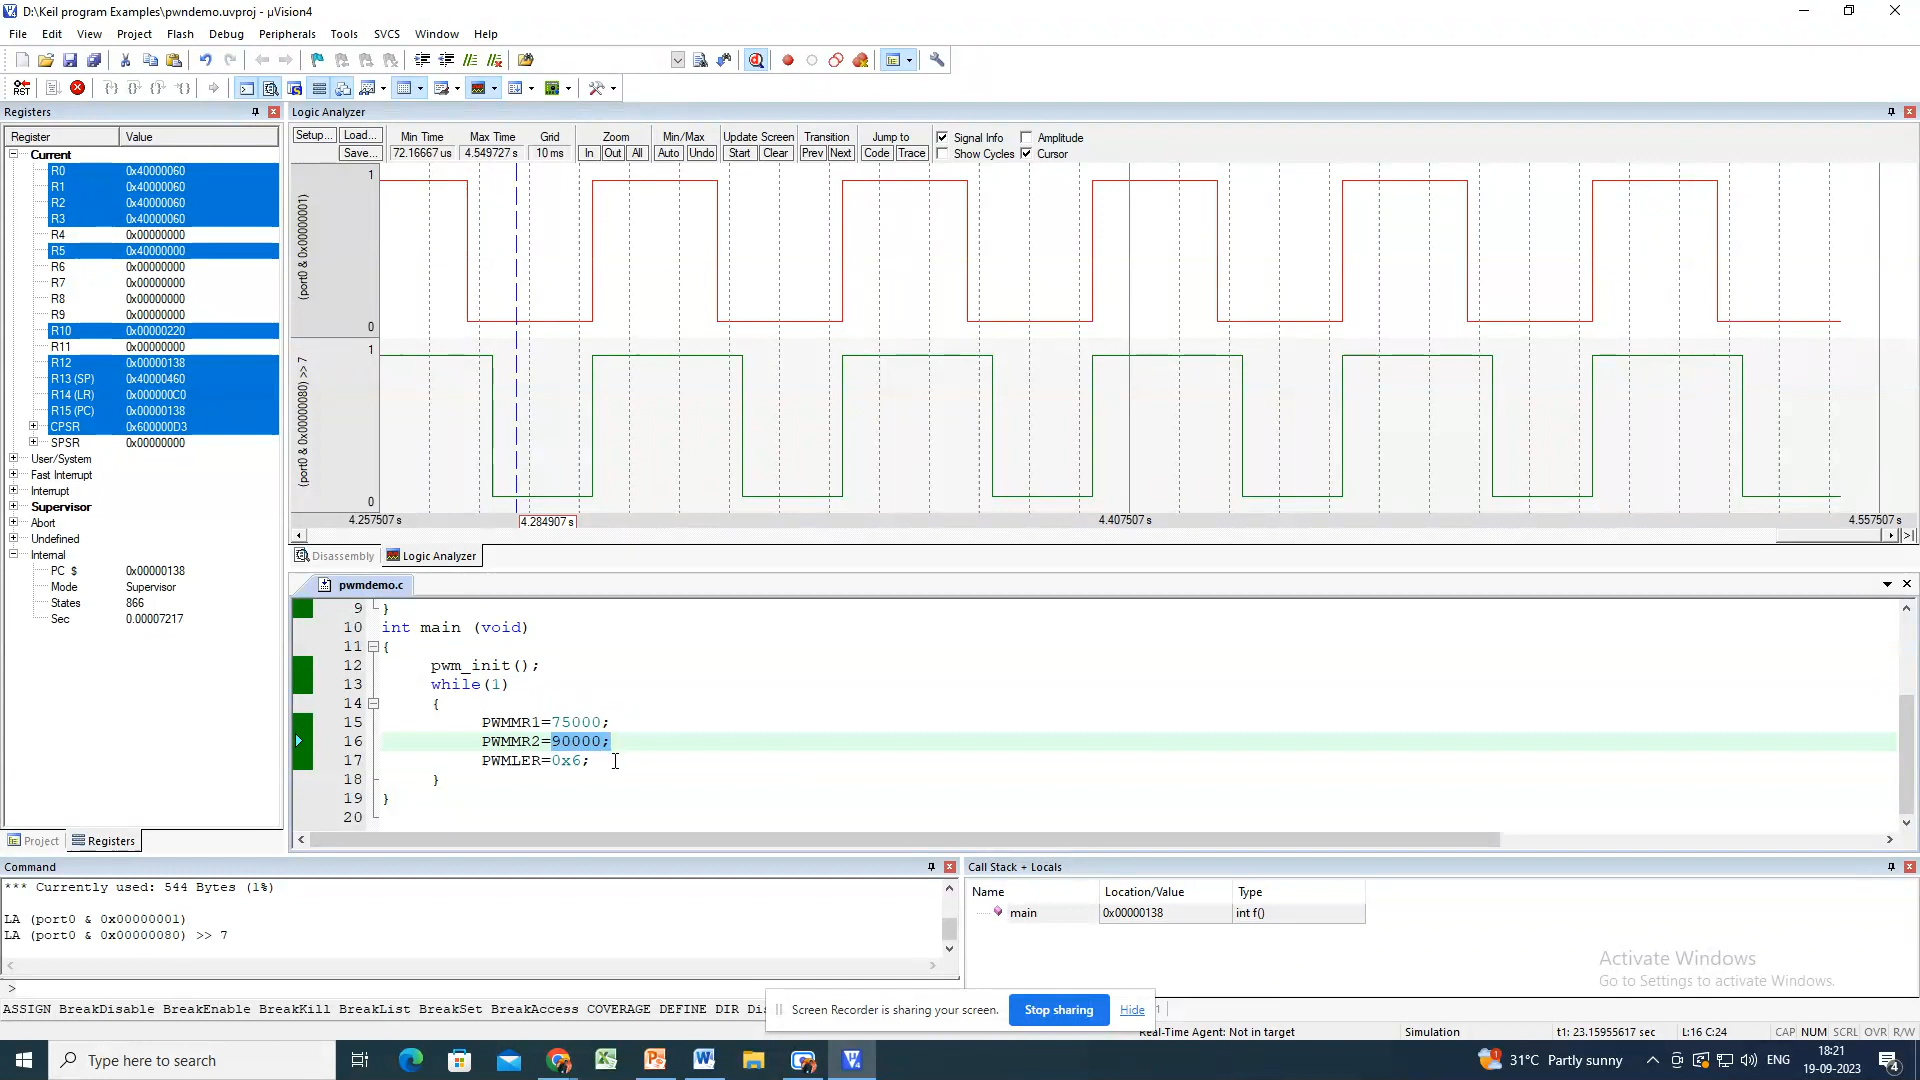 D:\Keil program Examples\pwndemo.uvproj - µVision4
File Edit View Project Flash Debug Peripherals Tools SVCS Window Help
Registers
Register Value
Current
R0 0x40000060
R1 0x40000060
R2 0x40000060
R3 0x40000060
R4 0x00000000
R5 0x40000000
R6 0x00000000
R7 0x00000000
R8 0x00000000
R9 0x00000000
R10 0x00000220
R11 0x00000000
R12 0x00000138
R13 (SP) 0x40000460
R14 (LR) 0x000000C0
R15 (PC) 0x00000138
CPSR 0x600000D3
SPSR 0x00000000
User/System
Fast Interrupt
Interrupt
Supervisor
Abort
Undefined
Internal
PC $ 0x00000138
Mode Supervisor
States 866
Sec 0.00007217
Project Registers
Logic Analyzer
Setup... Load... Min Time Max Time Grid Zoom Min/Max Update Screen Transition Jump to Signal Info Amplitude
Save... 72.16667 us 4.549727 s 10 ms In Out All Auto Undo Start Clear Prev Next Code Trace Show Cycles Cursor
(port0 & 0x00000001)
1
0
(port0 & 0x00000080) >> 7
1
0
4.257507 s 4.284907 s 4.407507 s 4.557507 s
Disassembly Logic Analyzer
pwmdemo.c
9 }
10 int main (void)
11 {
12 pwm_init();
13 while(1)
14 {
15 PWMMR1=75000;
16 PWMMR2=90000;
17 PWMLER=0x6;
18 }
19 }
20
Command
*** Currently used: 544 Bytes (1%)
LA (port0 & 0x00000001)
LA (port0 & 0x00000080) >> 7
>
ASSIGN BreakDisable BreakEnable BreakKill BreakList BreakSet BreakAccess COVERAGE DEFINE DIR
Call Stack + Locals
Name Location/Value Type
main 0x00000138 int f()
Activate Windows
Go to Settings to activate Windows.
Screen Recorder is sharing your screen. Stop sharing Hide
Real-Time Agent: Not in target Simulation t1: 23.15955617 sec L:16 C:24 CAP NUM SCRL OVR R/W
Type here to search
31°C Partly sunny
ENG
18:21
19-09-2023
4